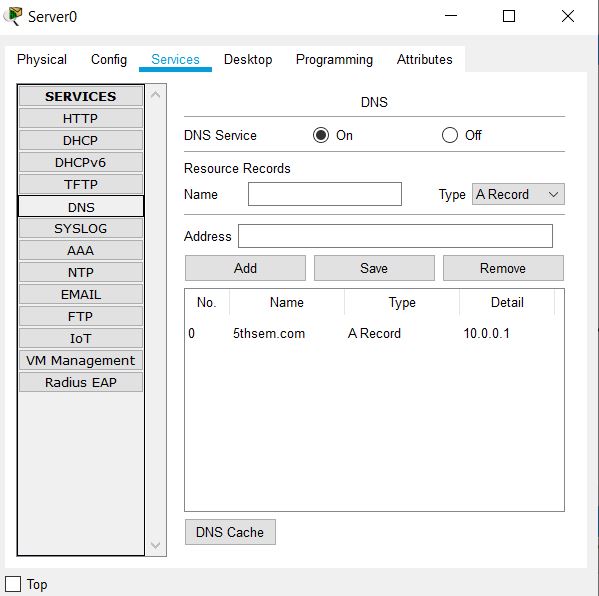 Server0
Physical Config Services Desktop Programming Attributes
SERVICES
HTTP
DHCP
DHCPv6
TFTP
DNS
SYSLOG
AAA
NTP
EMAIL
FTP
IoT
VM Management
Radius EAP
DNS
DNS Service On Off
Resource Records
Name Type A Record
Address
Add Save Remove
No. Name Type Detail
0 5thsem.com A Record 10.0.0.1
DNS Cache
Top